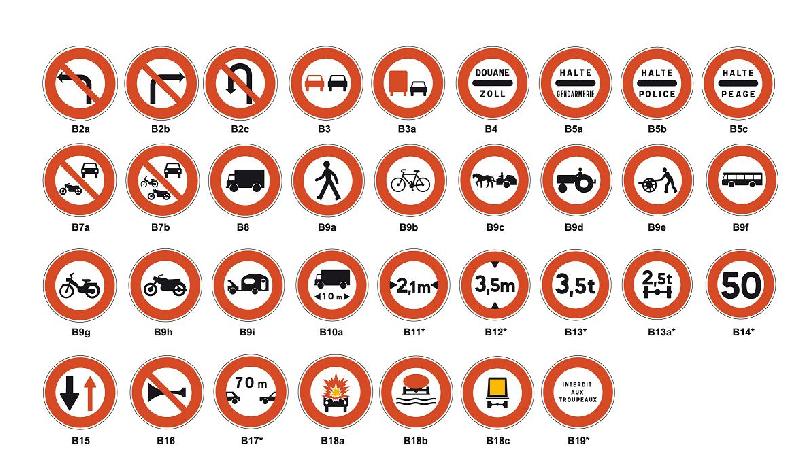 DOUANE
ZOLL
HALTE
GENDARMERIE
HALTE
POLICE
HALTE
PEAGE
B2a B2b B2c B3 B3a B4 B5a B5b B5c
B7a B7b B8 B9a B9b B9c B9d B9e B9f
10m
2,1m
3,5m
3,5t
2,5t
50
B9g B9h B9i B10a B11* B12* B13* B13a* B14*
70 m
INTERDIT
AUX
TROUPEAUX
B15 B16 B17* B18a B18b B18c B19*